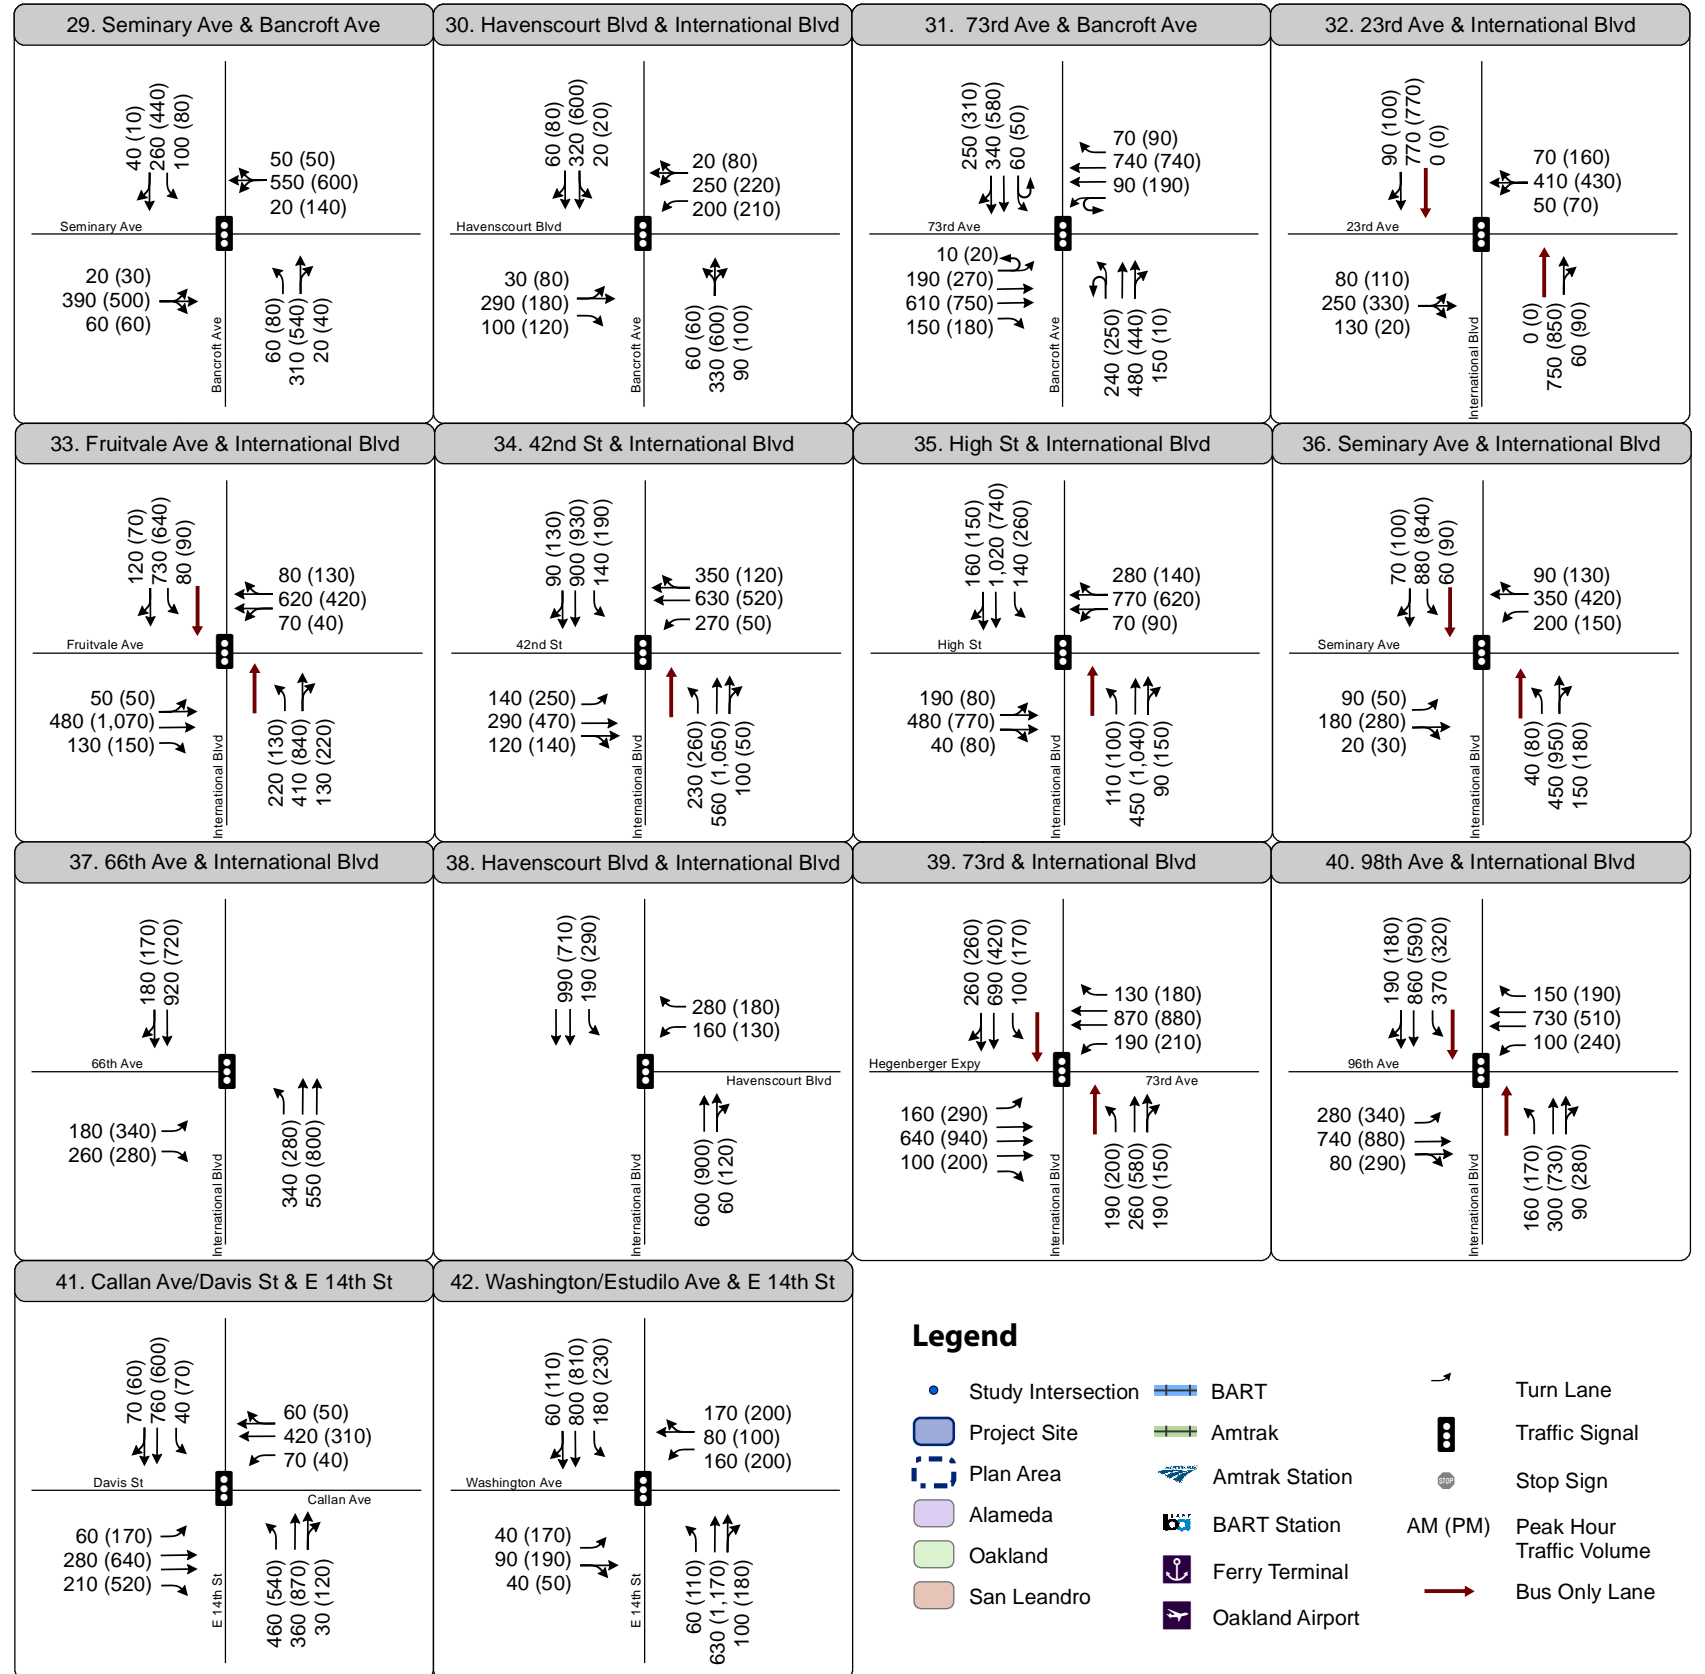 29. Seminary Ave & Bancroft Ave
40 (10)
260 (440)
100 (80)
50 (50)
550 (600)
20 (140)
Seminary Ave
20 (30)
390 (500)
60 (60)
Bancroft Ave
60 (80)
310 (540)
20 (40)
30. Havenscourt Blvd & International Blvd
60 (80)
320 (600)
20 (20)
20 (80)
250 (220)
200 (210)
Havenscourt Blvd
30 (80)
290 (180)
100 (120)
Bancroft Ave
60 (60)
330 (600)
90 (100)
31. 73rd Ave & Bancroft Ave
250 (310)
340 (580)
60 (50)
70 (90)
740 (740)
90 (190)
73rd Ave
10 (20)
190 (270)
610 (750)
150 (180)
240 (250)
480 (440)
150 (10)
32. 23rd Ave & International Blvd
90 (100)
770 (770)
0 (0)
70 (160)
410 (430)
50 (70)
23rd Ave
80 (110)
250 (330)
130 (20)
International Blvd
0 (0)
750 (850)
60 (90)
33. Fruitvale Ave & International Blvd
120 (70)
730 (640)
80 (90)
80 (130)
620 (420)
70 (40)
Fruitvale Ave
50 (50)
480 (1,070)
130 (150)
International Blvd
220 (130)
410 (840)
130 (220)
34. 42nd St & International Blvd
90 (130)
900 (930)
140 (190)
350 (120)
630 (520)
270 (50)
42nd St
140 (250)
290 (470)
120 (140)
International Blvd
230 (260)
560 (1,050)
100 (50)
35. High St & International Blvd
160 (150)
1,020 (740)
140 (260)
280 (140)
770 (620)
70 (90)
High St
190 (80)
480 (770)
40 (80)
International Blvd
110 (100)
450 (1,040)
90 (150)
36. Seminary Ave & International Blvd
70 (100)
880 (840)
60 (90)
90 (130)
350 (420)
200 (150)
Seminary Ave
90 (50)
180 (280)
20 (30)
International Blvd
40 (80)
450 (950)
150 (180)
37. 66th Ave & International Blvd
180 (170)
920 (720)
66th Ave
180 (340)
260 (280)
International Blvd
340 (280)
550 (800)
38. Havenscourt Blvd & International Blvd
990 (710)
190 (290)
280 (180)
160 (130)
Havenscourt Blvd
International Blvd
600 (900)
60 (120)
39. 73rd & International Blvd
260 (260)
690 (420)
100 (170)
130 (180)
870 (880)
190 (210)
Hegenberger Expy
73rd Ave
160 (290)
640 (940)
100 (200)
International Blvd
190 (200)
260 (580)
190 (150)
40. 98th Ave & International Blvd
190 (180)
860 (590)
370 (320)
150 (190)
730 (510)
100 (240)
96th Ave
280 (340)
740 (880)
80 (290)
International Blvd
160 (170)
300 (730)
90 (280)
41. Callan Ave/Davis St & E 14th St
70 (60)
760 (600)
40 (70)
60 (50)
420 (310)
70 (40)
Davis St
Callan Ave
60 (170)
280 (640)
210 (520)
E 14th St
460 (540)
360 (870)
30 (120)
42. Washington/Estudilo Ave & E 14th St
60 (110)
800 (810)
180 (230)
170 (200)
80 (100)
160 (200)
Washington Ave
40 (170)
90 (190)
40 (50)
E 14th St
60 (110)
630 (1,170)
100 (180)
Legend
Study Intersection
Project Site
Plan Area
Alameda
Oakland
San Leandro
BART
Amtrak
Amtrak Station
BART Station
Ferry Terminal
Oakland Airport
Turn Lane
Traffic Signal
STOP Stop Sign
AM (PM) Peak Hour
Traffic Volume
Bus Only Lane